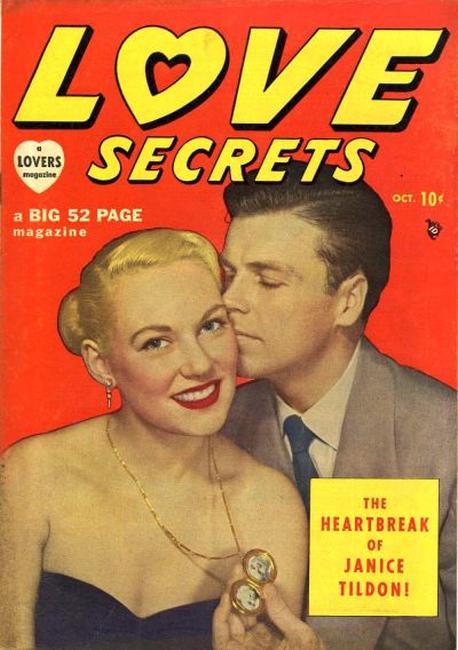 LOVE
SECRETS
a
LOVERS
magazine
OCT. 10¢
a BIG 52 PAGE
magazine
THE
HEARTBREAK
OF
JANICE
TILDON!